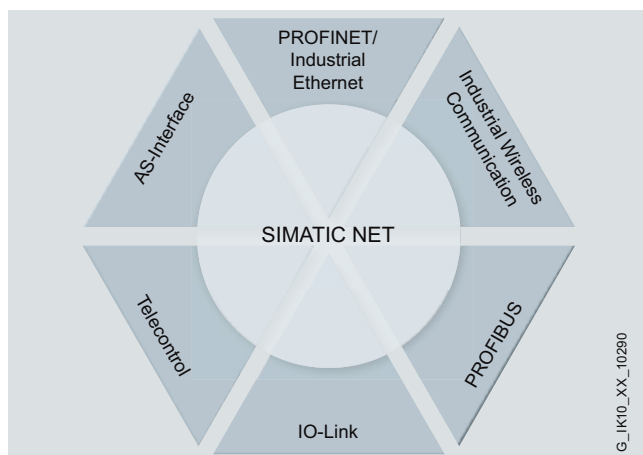 PROFINET/
Industrial
Ethernet
Industrial Wireless
Communication
AS-Interface
SIMATIC NET
Telecontrol
PROFIBUS
IO-Link
G_IK10_XX_10290